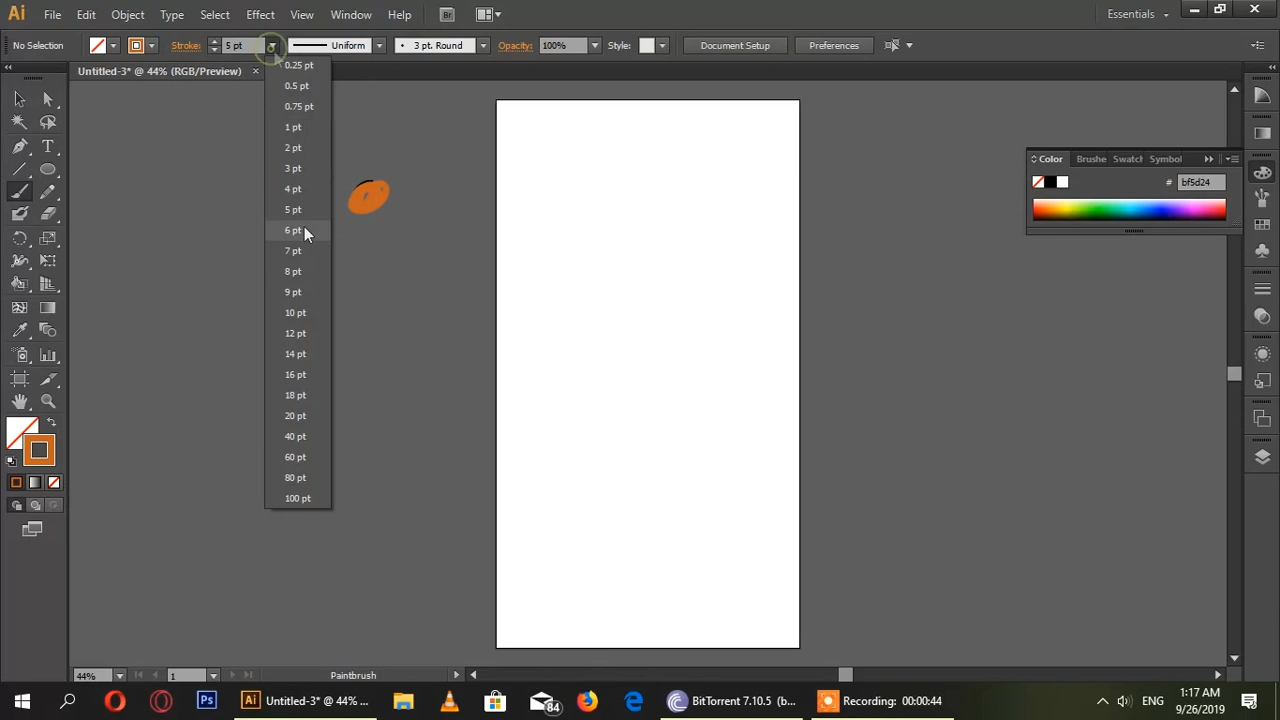 Ai File Edit Object Type Select Effect View Window Help Br Essentials
No Selection Stroke: 5 pt Uniform 3 pt. Round Opacity: 100% Style: Document Setup Preferences
Untitled-3* @ 44% (RGB/Preview)
0.25 pt
0.5 pt
0.75 pt
1 pt
2 pt
3 pt
4 pt
5 pt
6 pt
7 pt
8 pt
9 pt
10 pt
12 pt
14 pt
16 pt
18 pt
20 pt
40 pt
60 pt
80 pt
100 pt
Color Brushe Swatch Symbol
# bf5d24
44% 1 Paintbrush
Ps Ai Untitled-3* @ 44% ... 84 BitTorrent 7.10.5 (b... Recording: 00:00:44
1:17 AM
9/26/2019